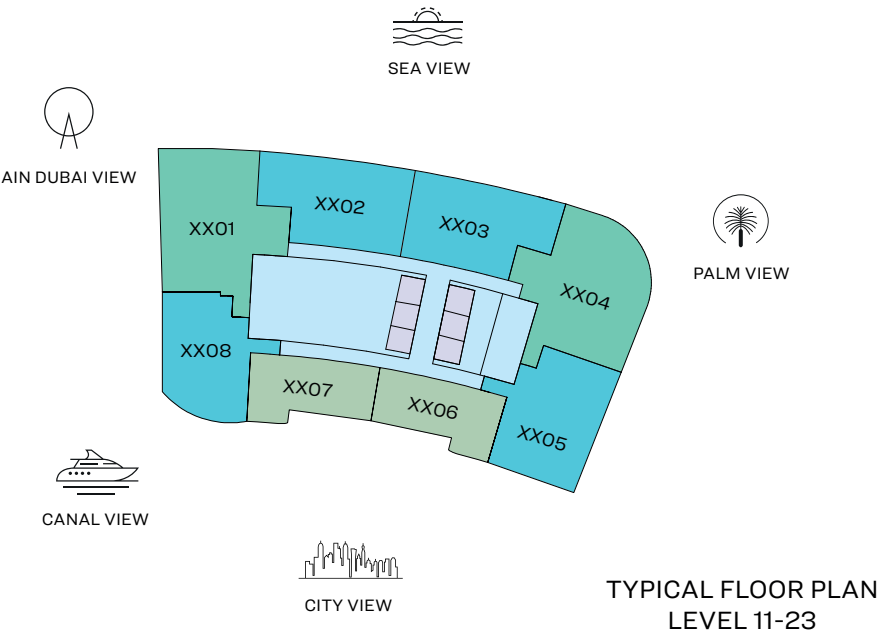 SEA VIEW
AIN DUBAI VIEW
XX02
XX03
XX01
PALM VIEW
XX04
XX08
XX07
XX06
XX05
CANAL VIEW
CITY VIEW
TYPICAL FLOOR PLAN
LEVEL 11-23